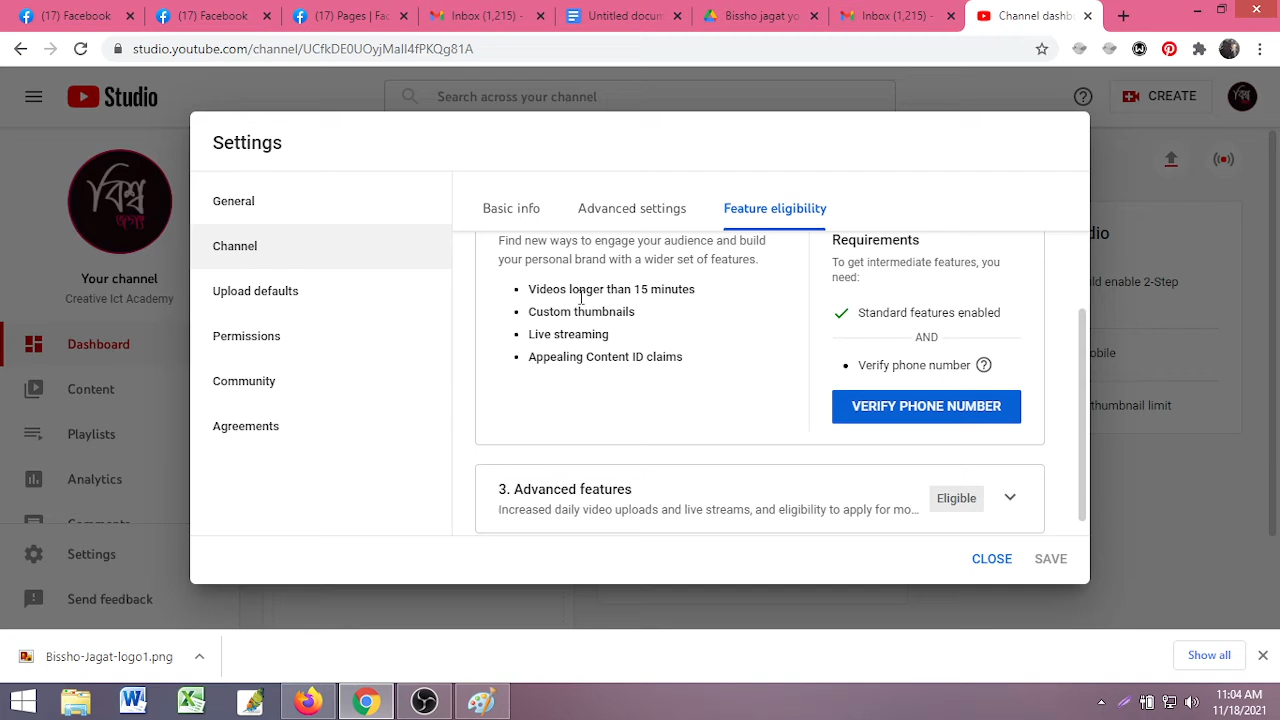 (17) Facebook
(17) Facebook
(17) Pages | Fac
Inbox (1,215) -
Untitled docum
Bissho jagat yo
Inbox (1,215) -
Channel dashb
studio.youtube.com/channel/UCfkDE0UOyjMaIl4fPKQg81A
Studio
Search across your channel
CREATE
বিশ্ব
জগৎ
Your channel
Creative Ict Academy
Dashboard
Content
Playlists
Analytics
Comments
Settings
Send feedback
Settings
General
Channel
Upload defaults
Permissions
Community
Agreements
Basic info
Advanced settings
Feature eligibility
Find new ways to engage your audience and build
your personal brand with a wider set of features.
• Videos longer than 15 minutes
• Custom thumbnails
• Live streaming
• Appealing Content ID claims
Requirements
To get intermediate features, you
need:
Standard features enabled
AND
• Verify phone number
VERIFY PHONE NUMBER
3. Advanced features
Increased daily video uploads and live streams, and eligibility to apply for mo...
Eligible
CLOSE
SAVE
dio
uld enable 2-Step
obile
thumbnail limit
Bissho-Jagat-logo1.png
Show all
11:04 AM
11/18/2021